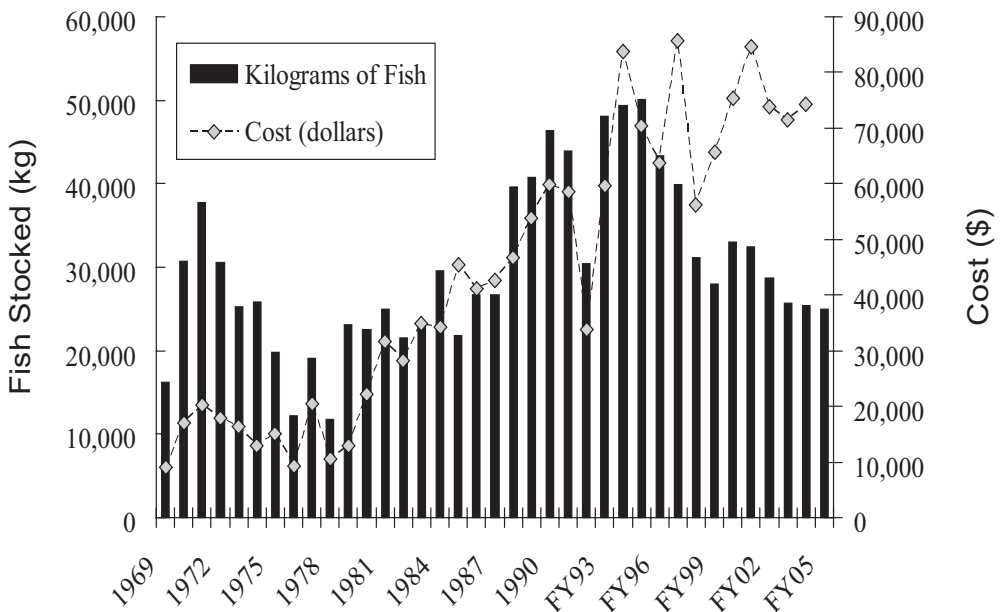 60,000
50,000
40,000
30,000
20,000
10,000
0
Fish Stocked (kg)
Kilograms of Fish
Cost (dollars)
90,000
80,000
70,000
60,000
50,000
40,000
30,000
20,000
10,000
0
Cost ($)
1969
1972
1975
1978
1981
1984
1987
1990
FY93
FY96
FY99
FY02
FY05